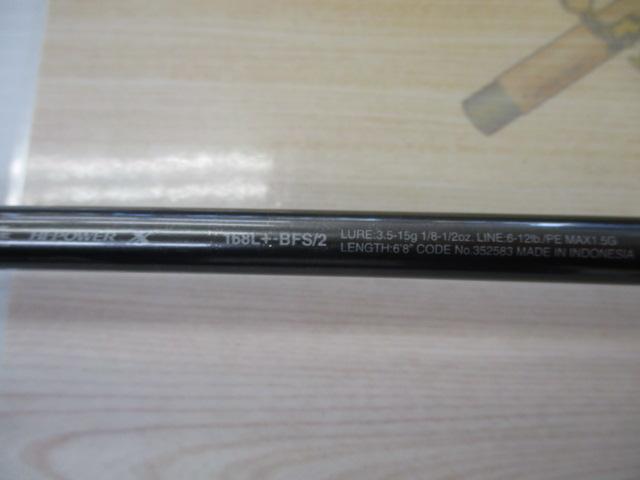 HI-POWER X 168L+-BFS/2 LURE:3.5-15g 1/8-1/2oz. LINE:6-12lb./PE MAX1.5G
LENGTH:6'8" CODE No.352583 MADE IN INDONESIA